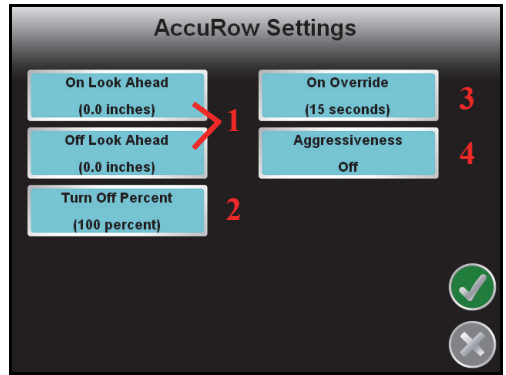 AccuRow Settings
On Look Ahead
(0.0 inches)
1
Off Look Ahead
(0.0 inches)
Turn Off Percent
(100 percent)
2
On Override
(15 seconds)
3
Aggressiveness
Off
4